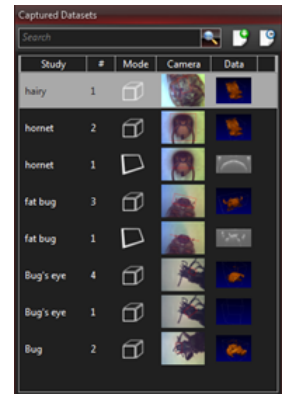 Captured Datasets
Search
Study # Mode Camera Data
hairy 1
hornet 2
hornet 1
fat bug 3
fat bug 1
Bug's eye 4
Bug's eye 1
Bug 2